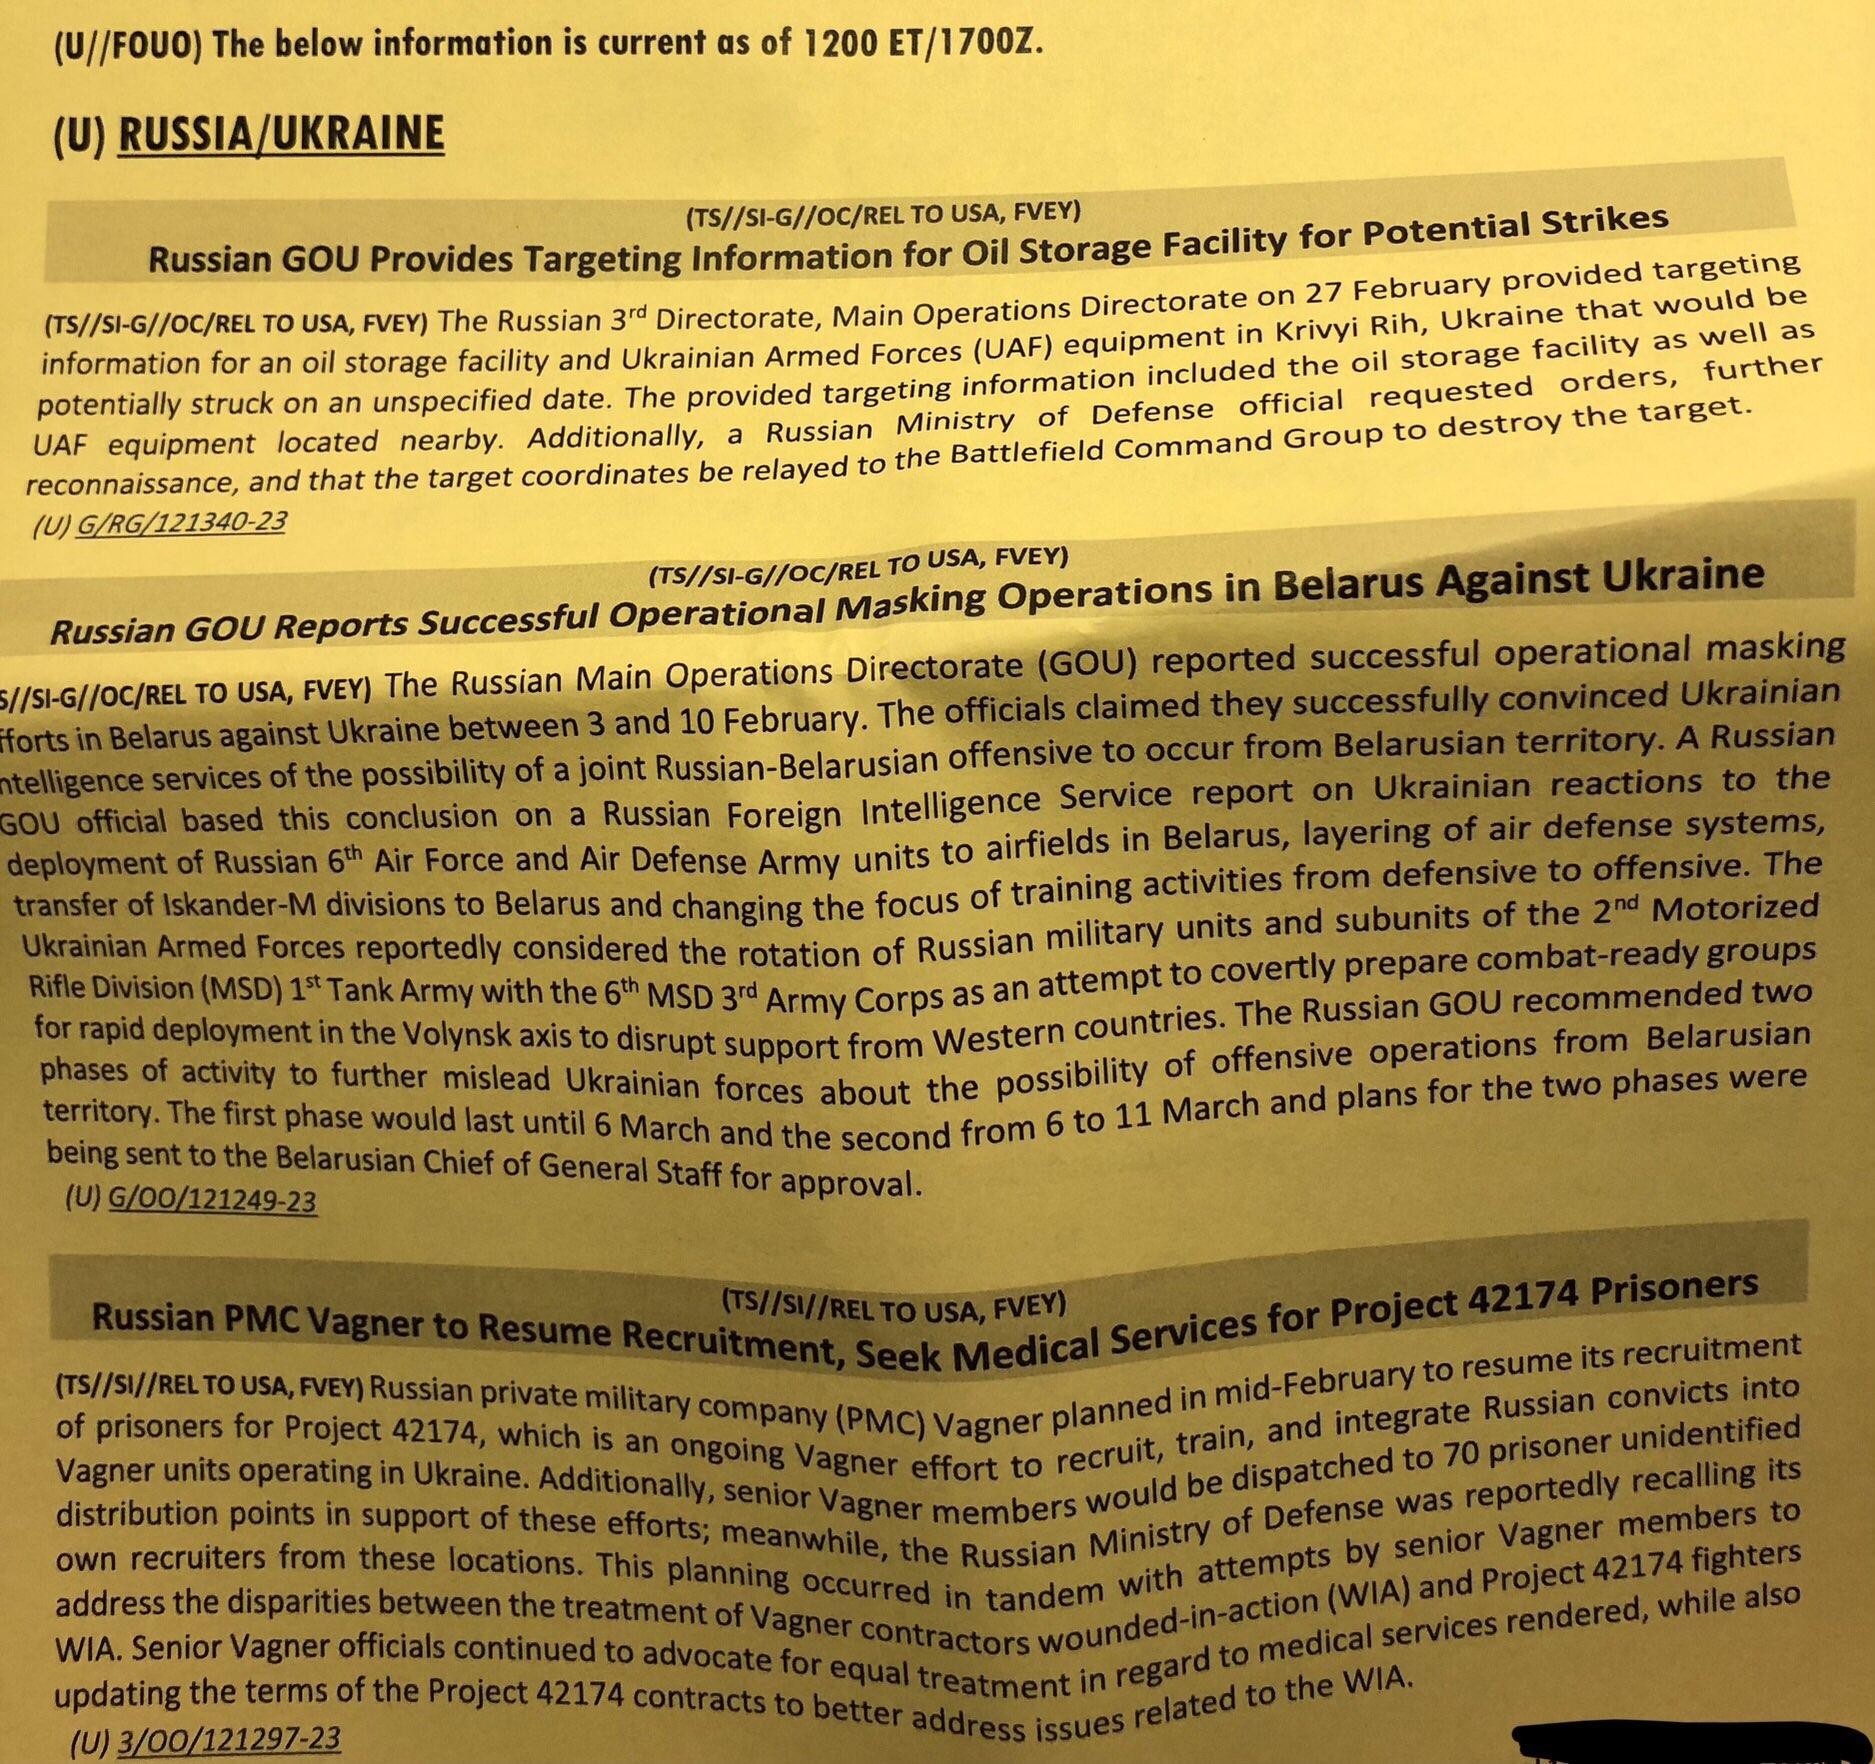 (U//FOUO) The below information is current as of 1200 ET/1700Z.
(U) RUSSIA/UKRAINE
(TS//SI-G//OC/REL TO USA, FVEY)
Russian GOU Provides Targeting Information for Oil Storage Facility for Potential Strikes
(TS//SI-G//OC/REL TO USA, FVEY) The Russian 3rd Directorate, Main Operations Directorate on 27 February provided targeting
information for an oil storage facility and Ukrainian Armed Forces (UAF) equipment in Krivyi Rih, Ukraine that would be
potentially struck on an unspecified date. The provided targeting information included the oil storage facility as well as
UAF equipment located nearby. Additionally, a Russian Ministry of Defense official requested orders, further
reconnaissance, and that the target coordinates be relayed to the Battlefield Command Group to destroy the target.
(U) G/RG/121340-23
(TS//SI-G//OC/REL TO USA, FVEY)
Russian GOU Reports Successful Operational Masking Operations in Belarus Against Ukraine
S//SI-G//OC/REL TO USA, FVEY) The Russian Main Operations Directorate (GOU) reported successful operational masking
fforts in Belarus against Ukraine between 3 and 10 February. The officials claimed they successfully convinced Ukrainian
ntelligence services of the possibility of a joint Russian-Belarusian offensive to occur from Belarusian territory. A Russian
GOU official based this conclusion on a Russian Foreign Intelligence Service report on Ukrainian reactions to the
deployment of Russian 6th Air Force and Air Defense Army units to airfields in Belarus, layering of air defense systems,
transfer of Iskander-M divisions to Belarus and changing the focus of training activities from defensive to offensive. The
Ukrainian Armed Forces reportedly considered the rotation of Russian military units and subunits of the 2nd Motorized
Rifle Division (MSD) 1st Tank Army with the 6th MSD 3rd Army Corps as an attempt to covertly prepare combat-ready groups
for rapid deployment in the Volynsk axis to disrupt support from Western countries. The Russian GOU recommended two
phases of activity to further mislead Ukrainian forces about the possibility of offensive operations from Belarusian
territory. The first phase would last until 6 March and the second from 6 to 11 March and plans for the two phases were
being sent to the Belarusian Chief of General Staff for approval.
(U) G/OO/121249-23
(TS//SI//REL TO USA, FVEY)
Russian PMC Vagner to Resume Recruitment, Seek Medical Services for Project 42174 Prisoners
(TS//SI//REL TO USA, FVEY) Russian private military company (PMC) Vagner planned in mid-February to resume its recruitment
of prisoners for Project 42174, which is an ongoing Vagner effort to recruit, train, and integrate Russian convicts into
Vagner units operating in Ukraine. Additionally, senior Vagner members would be dispatched to 70 prisoner unidentified
distribution points in support of these efforts; meanwhile, the Russian Ministry of Defense was reportedly recalling its
own recruiters from these locations. This planning occurred in tandem with attempts by senior Vagner members to
address the disparities between the treatment of Vagner contractors wounded-in-action (WIA) and Project 42174 fighters
WIA. Senior Vagner officials continued to advocate for equal treatment in regard to medical services rendered, while also
updating the terms of the Project 42174 contracts to better address issues related to the WIA.
(U) 3/OO/121297-23